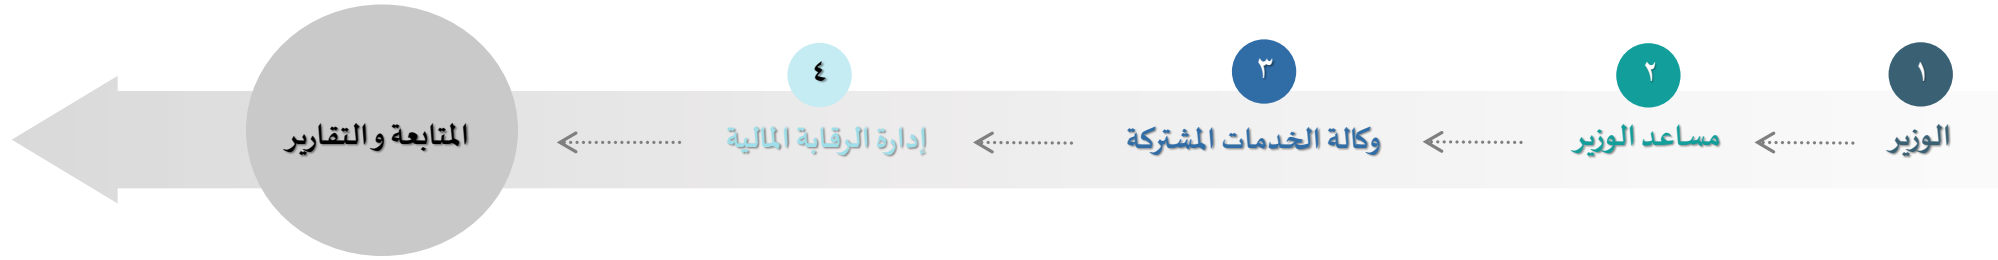 ١
الوزير
٢
مساعد الوزير
٣
وكالة الخدمات المشتركة
٤
إدارة الرقابة المالية
المتابعة والتقارير